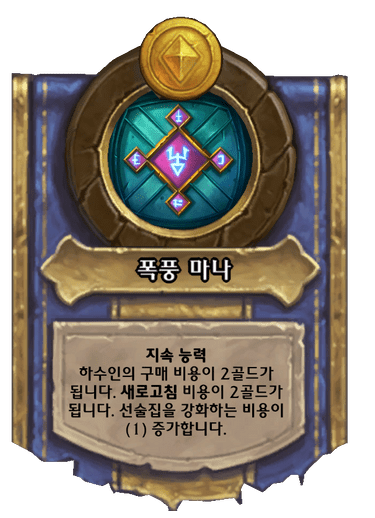 폭풍 마나
지속 능력
하수인의 구매 비용이 2골드가
됩니다. 새로고침 비용이 2골드가
됩니다. 선술집을 강화하는 비용이
(1) 증가합니다.